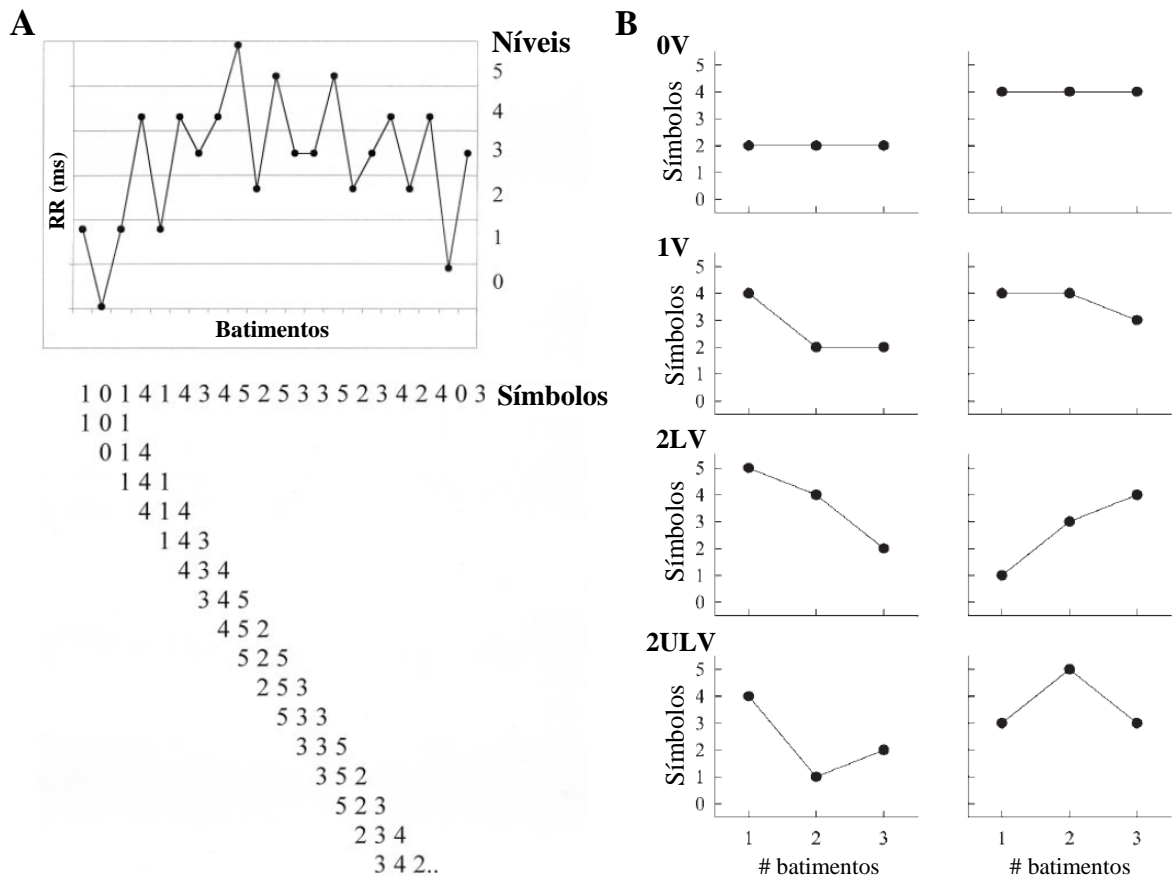 A
Níveis
5
4
3
2
1
0
RR (ms)
Batimentos
1 0 1 4 1 4 3 4 5 2 5 3 3 5 2 3 4 2 4 0 3 Símbolos
1 0 1
0 1 4
1 4 1
4 1 4
1 4 3
4 3 4
3 4 5
4 5 2
5 2 5
2 5 3
5 3 3
3 3 5
3 5 2
5 2 3
2 3 4
3 4 2..
B
0V
Símbolos
5
4
3
2
1
0
1V
Símbolos
5
4
3
2
1
0
2LV
Símbolos
5
4
3
2
1
0
2ULV
Símbolos
5
4
3
2
1
0
1 2 3
# batimentos
1 2 3
# batimentos